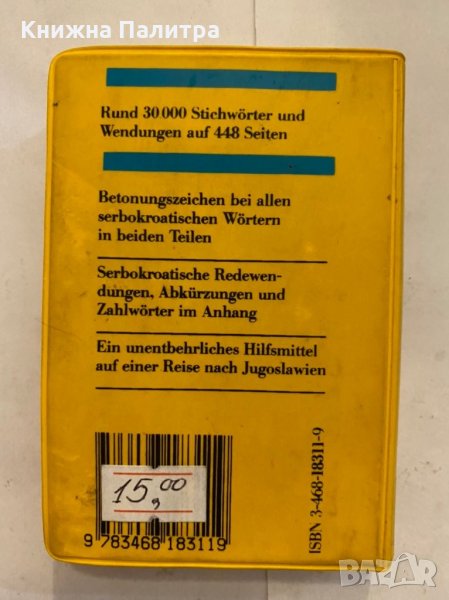 Книжна Палитра
Rund 30 000 Stichwörter und
Wendungen auf 448 Seiten
Betonungszeichen bei allen
serbokroatischen Wörtern
in beiden Teilen
Serbokroatische Redewen-
dungen, Abkürzungen und
Zahlwörter im Anhang
Ein unentbehrliches Hilfsmittel
auf einer Reise nach Jugoslawien
15,00
9 783468 183119
ISBN 3-468-18311-9
BAZAR